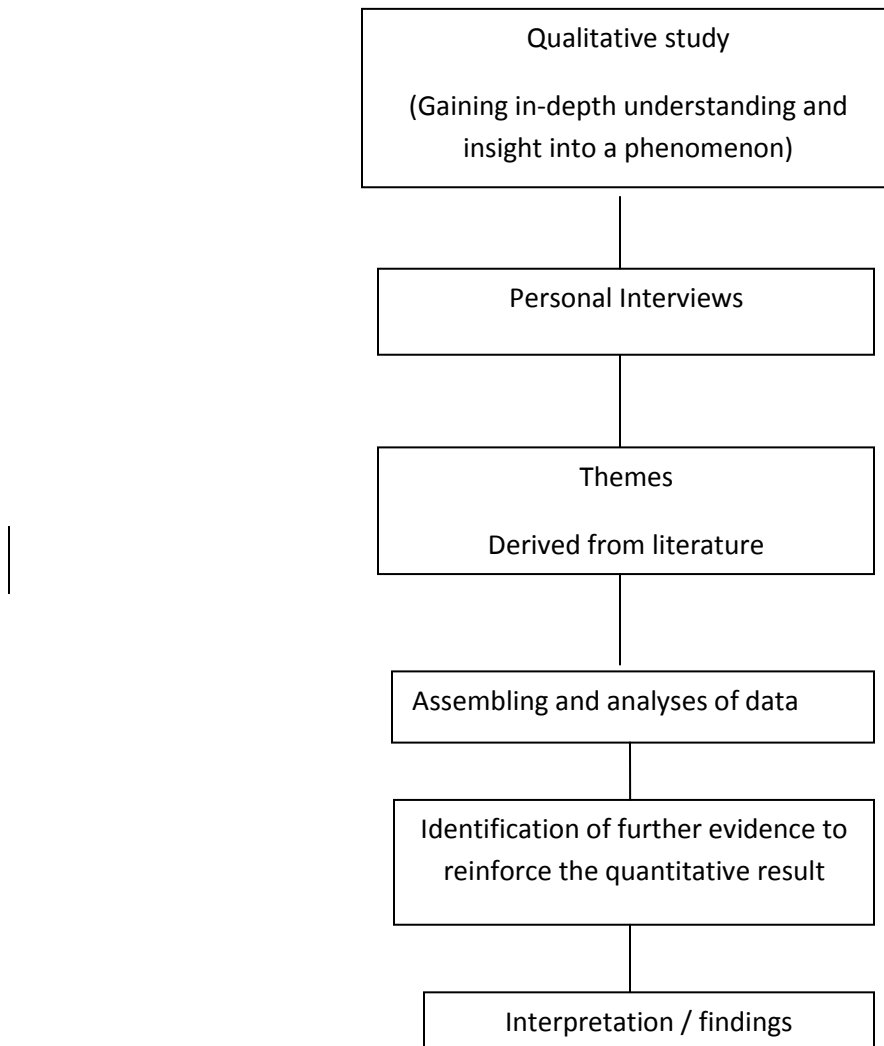 Qualitative study
(Gaining in-depth understanding and
insight into a phenomenon)
Personal Interviews
Themes
Derived from literature
Assembling and analyses of data
Identification of further evidence to
reinforce the quantitative result
Interpretation / findings